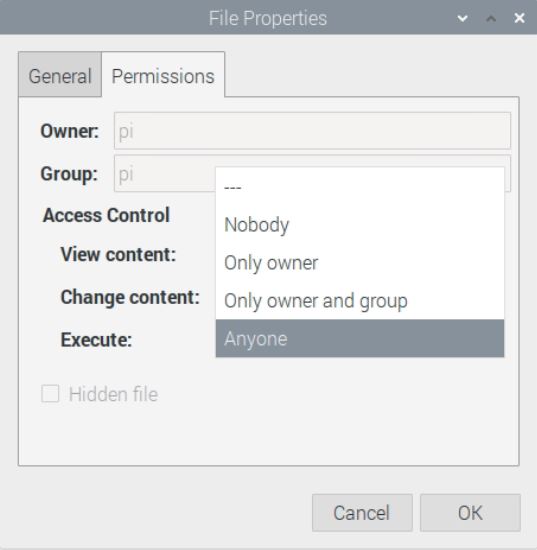 File Properties
General Permissions
Owner: pi
Group: pi
---
Access Control
Nobody
View content:
Only owner
Change content:
Only owner and group
Execute:
Anyone
Hidden file
Cancel OK